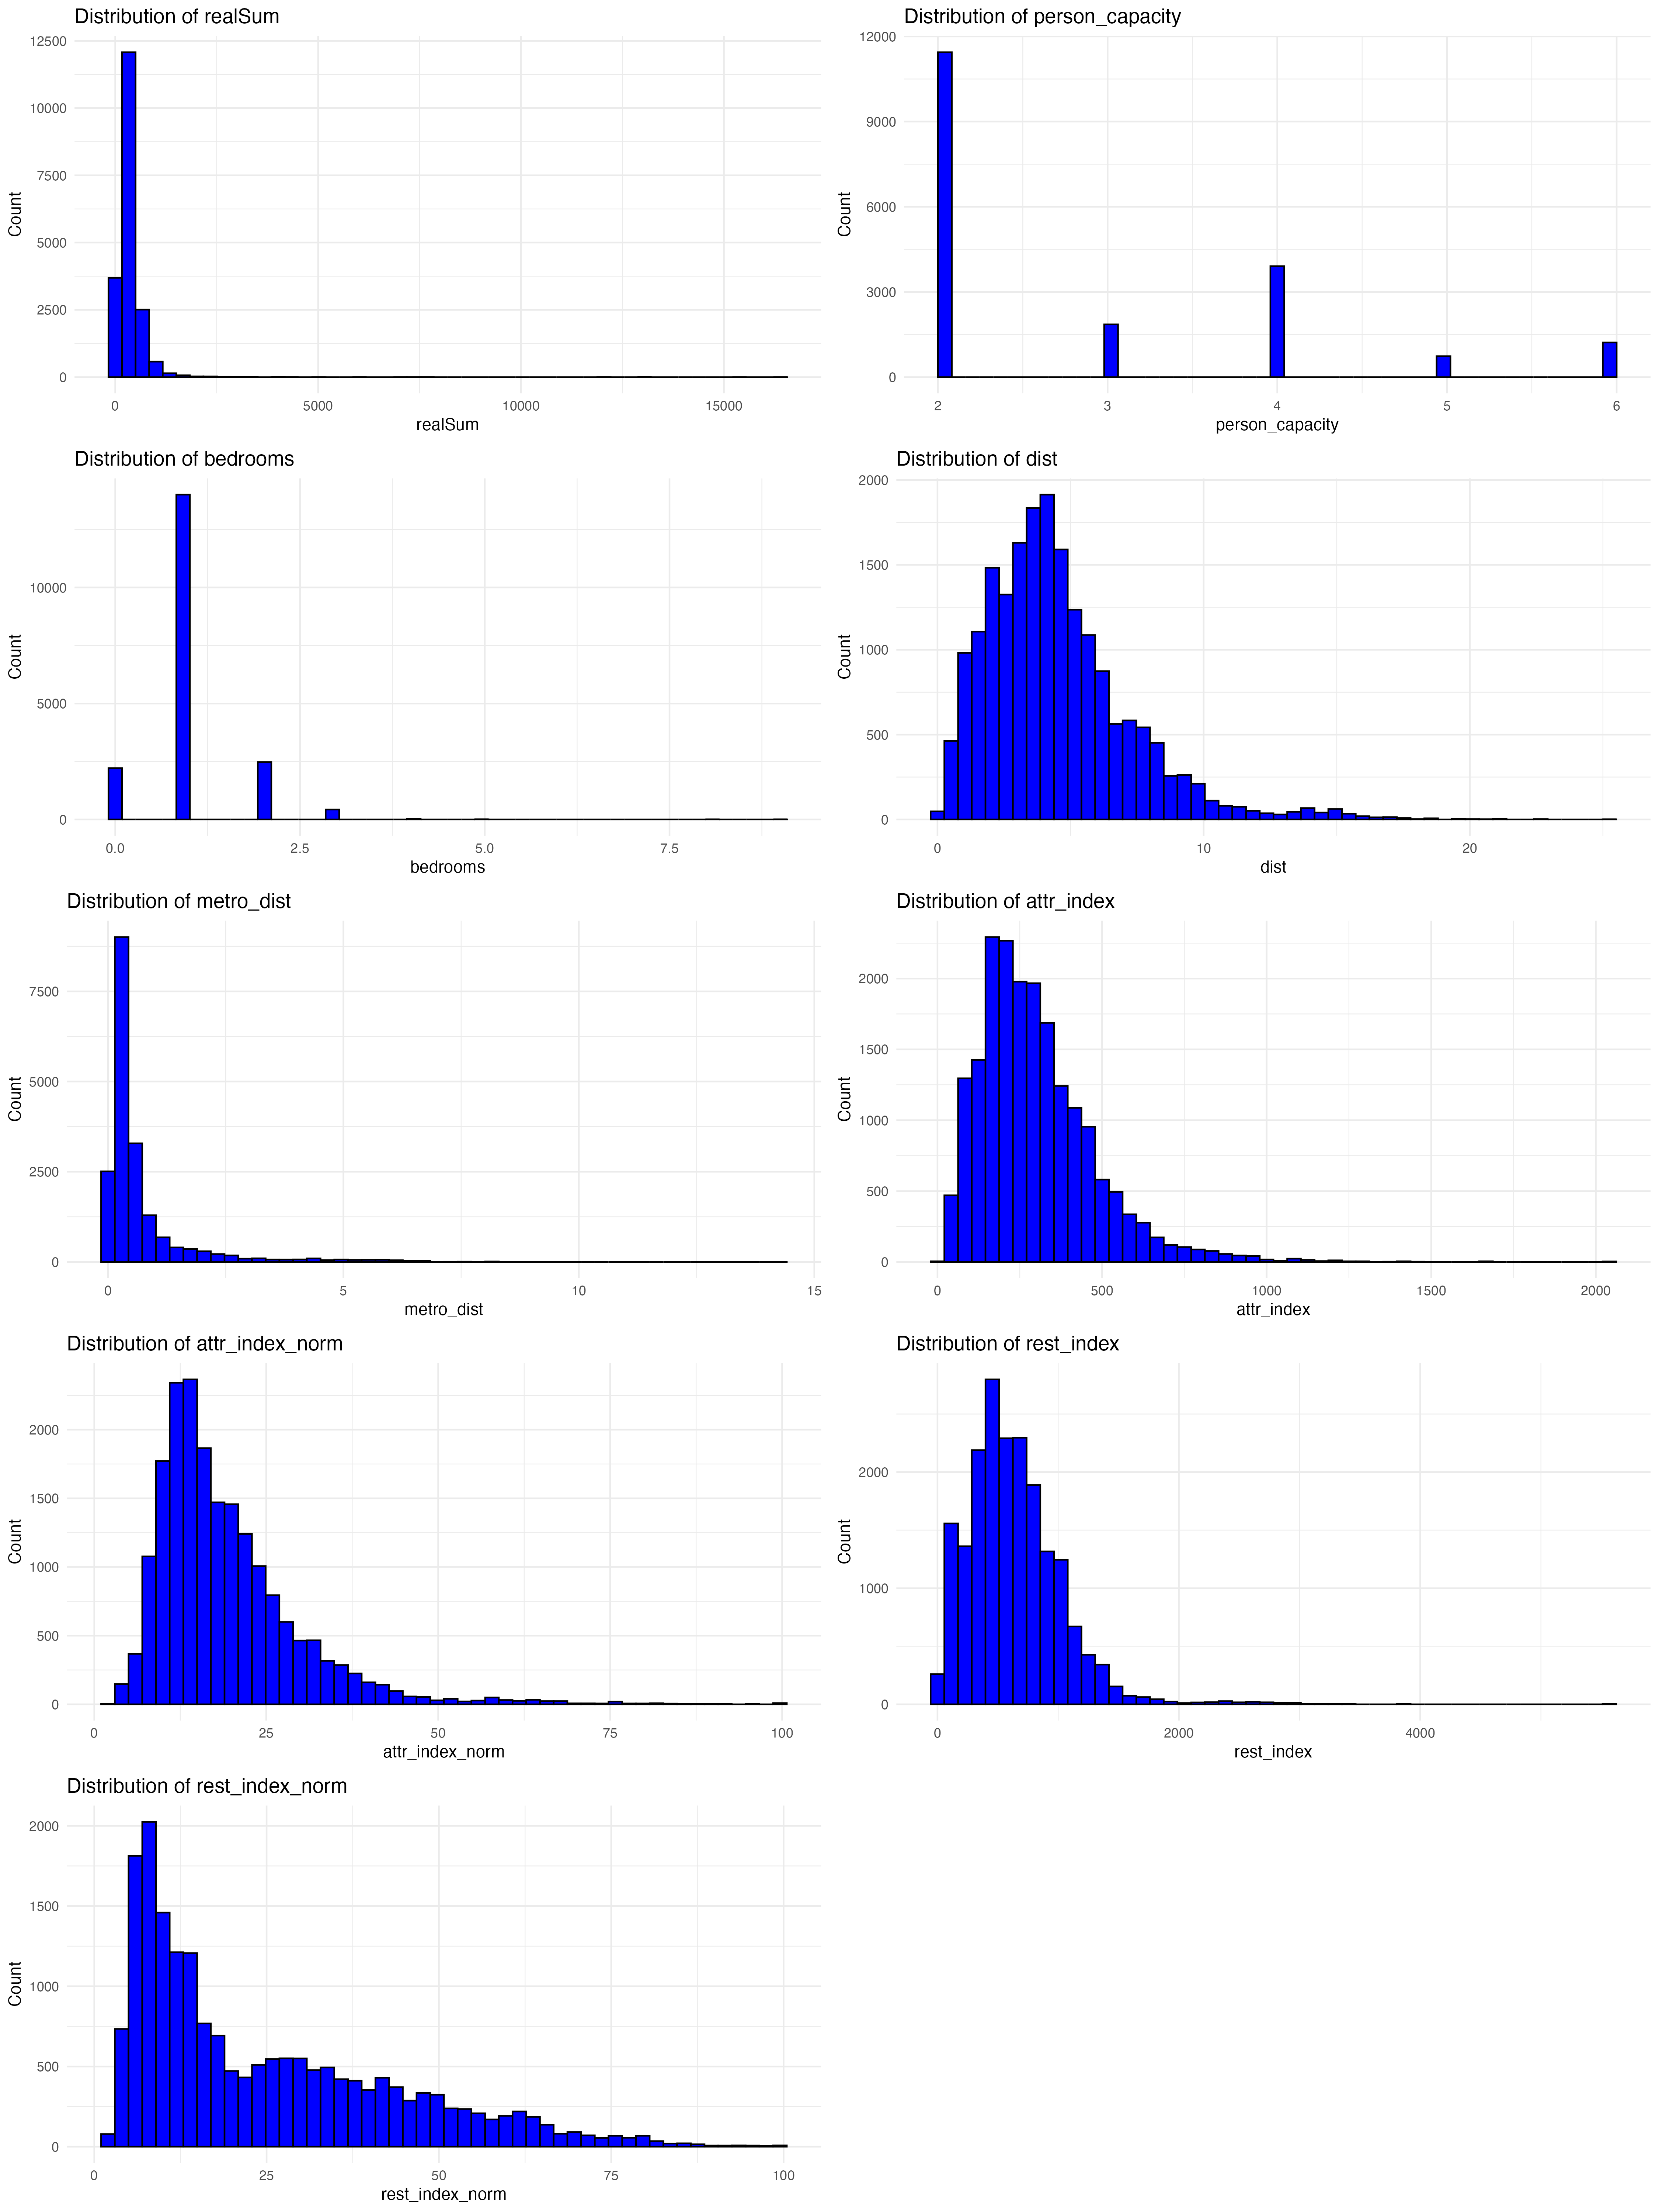 Distribution of realSum
12500
10000
7500
5000
2500
0
Count
0 5000 10000 15000
realSum
Distribution of person_capacity
12000
9000
6000
3000
0
Count
2 3 4 5 6
person_capacity
Distribution of bedrooms
10000
5000
0
Count
0.0 2.5 5.0 7.5
bedrooms
Distribution of dist
2000
1500
1000
500
0
Count
0 10 20
dist
Distribution of metro_dist
7500
5000
2500
0
Count
0 5 10 15
metro_dist
Distribution of attr_index
2000
1500
1000
500
0
Count
0 500 1000 1500 2000
attr_index
Distribution of attr_index_norm
2000
1500
1000
500
0
Count
0 25 50 75 100
attr_index_norm
Distribution of rest_index
2000
1000
0
Count
0 2000 4000
rest_index
Distribution of rest_index_norm
2000
1500
1000
500
0
Count
0 25 50 75 100
rest_index_norm